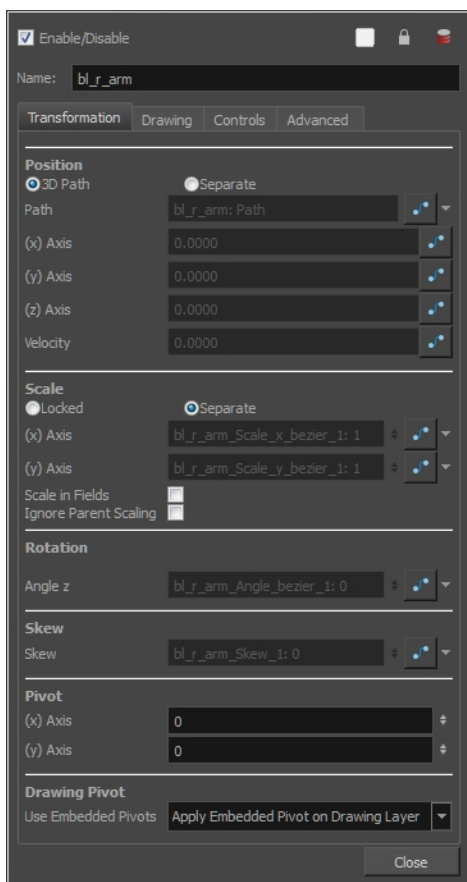 Enable/Disable
Name: bl_r_arm
Transformation Drawing Controls Advanced
Position
3D Path Separate
Path bl_r_arm: Path
(x) Axis 0.0000
(y) Axis 0.0000
(z) Axis 0.0000
Velocity 0.0000
Scale
Locked Separate
(x) Axis bl_r_arm_Scale_x_bezier_1: 1
(y) Axis bl_r_arm_Scale_y_bezier_1: 1
Scale in Fields
Ignore Parent Scaling
Rotation
Angle z bl_r_arm_Angle_bezier_1: 0
Skew
Skew bl_r_arm_Skew_1: 0
Pivot
(x) Axis 0
(y) Axis 0
Drawing Pivot
Use Embedded Pivots Apply Embedded Pivot on Drawing Layer
Close